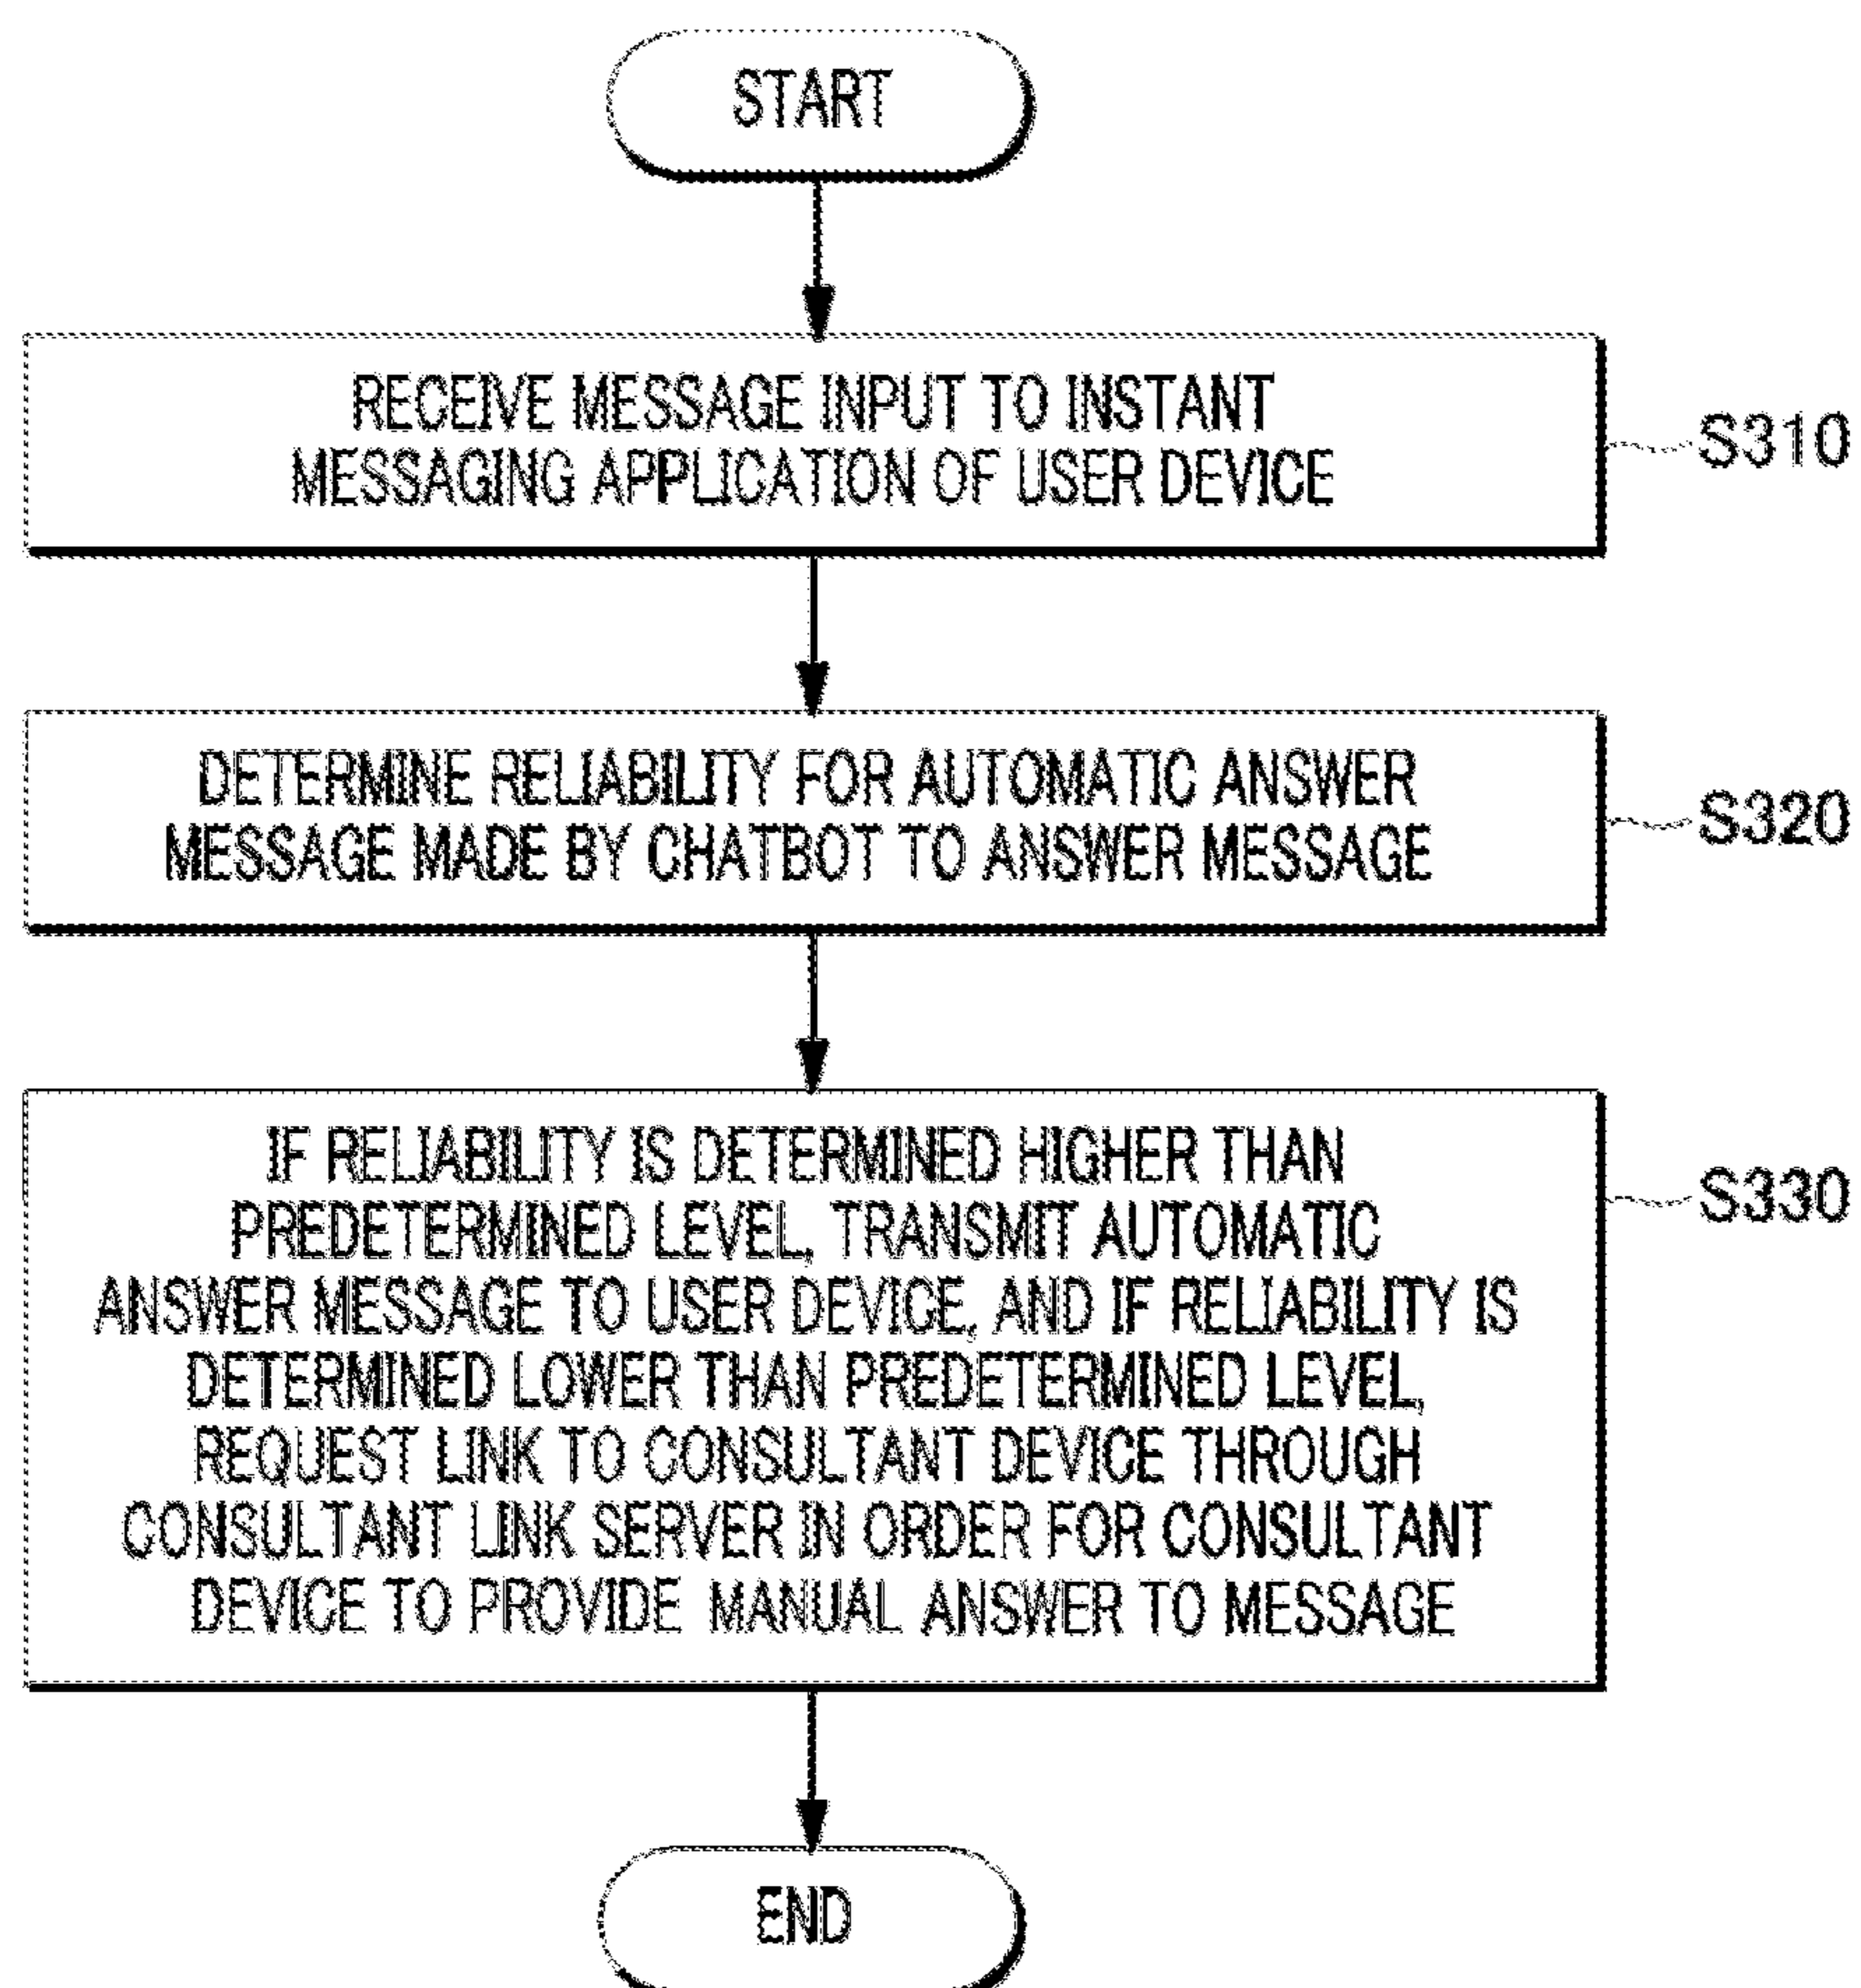 START
RECEIVE MESSAGE INPUT TO INSTANT
MESSAGING APPLICATION OF USER DEVICE
S310
DETERMINE RELIABILITY FOR AUTOMATIC ANSWER
MESSAGE MADE BY CHATBOT TO ANSWER MESSAGE
S320
IF RELIABILITY IS DETERMINED HIGHER THAN
PREDETERMINED LEVEL, TRANSMIT AUTOMATIC
ANSWER MESSAGE TO USER DEVICE, AND IF RELIABILITY IS
DETERMINED LOWER THAN PREDETERMINED LEVEL,
REQUEST LINK TO CONSULTANT DEVICE THROUGH
CONSULTANT LINK SERVER IN ORDER FOR CONSULTANT
DEVICE TO PROVIDE MANUAL ANSWER TO MESSAGE
S330
END